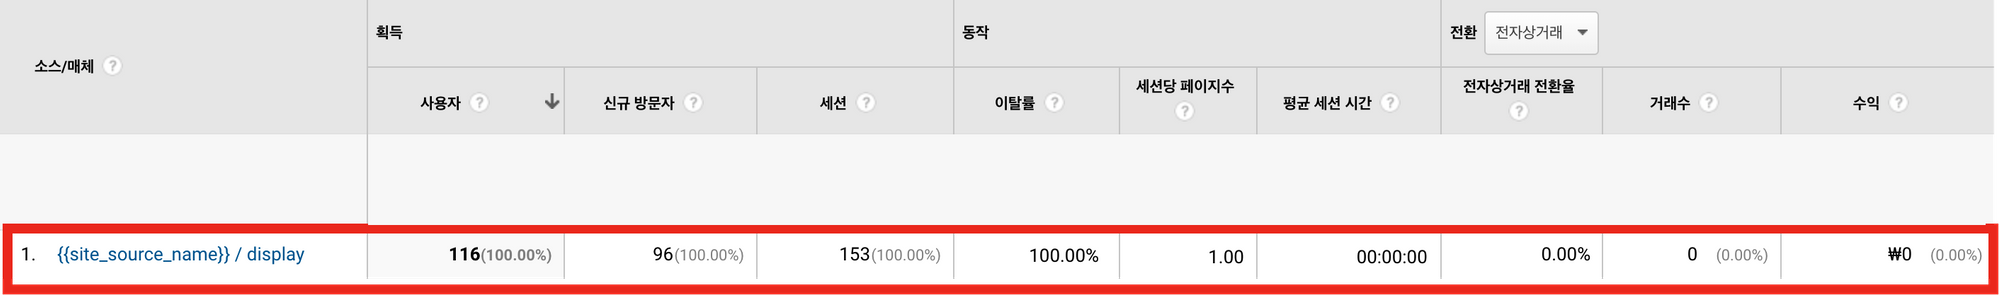 획득 동작 전환 전자상거래
소스/매체 ?
사용자 ? 신규 방문자 ? 세션 ? 이탈률 ? 세션당 페이지수 ? 평균 세션 시간 ? 전자상거래 전환율 ? 거래수 ? 수익 ?
1. {{site_source_name}} / display 116(100.00%) 96(100.00%) 153(100.00%) 100.00% 1.00 00:00:00 0.00% 0 (0.00%) ₩0 (0.00%)